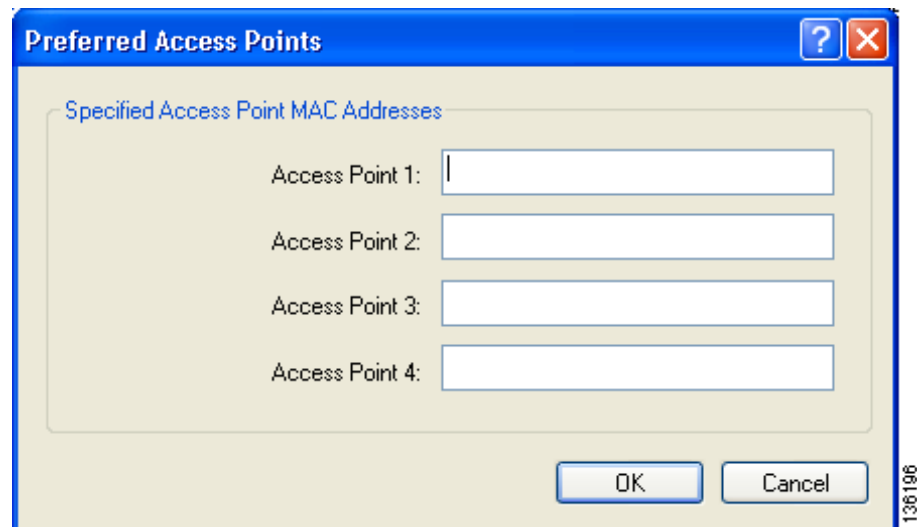 Preferred Access Points
?
Specified Access Point MAC Addresses
Access Point 1:
Access Point 2:
Access Point 3:
Access Point 4:
OK
Cancel
136196